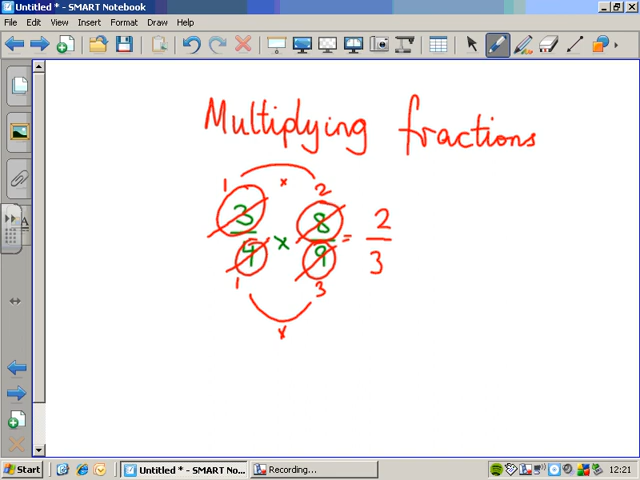 Untitled * - SMART Notebook
File Edit View Insert Format Draw Help
Multiplying fractions
1 × 2
3/4 × 8/9 = 2/3
1 3
×
Start Untitled * - SMART No... Recording... 12:21